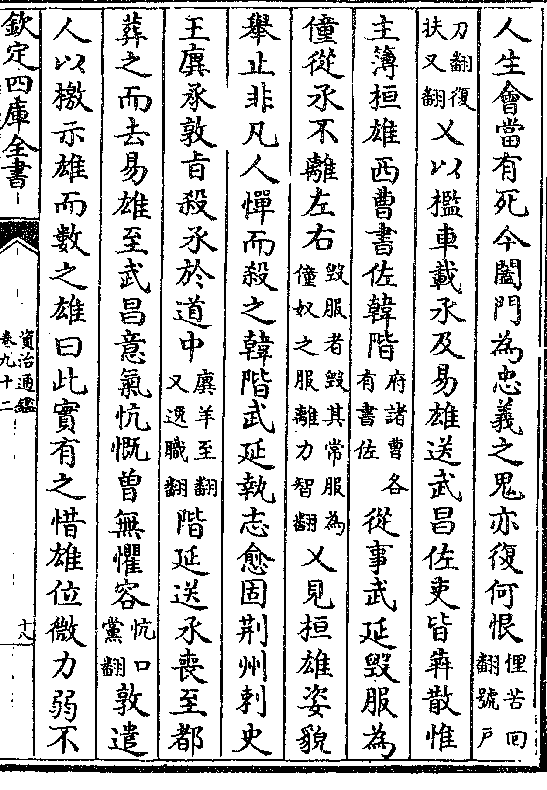 人生會當有死今闔門為忠義之鬼亦復何恨俚苦回翻號戶
刀翻復扶又翻乂以檻車載承及易雄送武昌佐吏皆犇散惟
主簿桓雄西曹書佐韓階府諸曹各有書佐從事武延毀服為
僮從承不離左右毀服者毀其常服為僮奴之服離力智翻乂見桓雄姿貌
舉止非凡人憚而殺之韓階武延執志愈固荆州刺史
王廙承敦旨殺承於道中廙羊至翻又逸職翻階延送承喪至都
葬之而去易雄至武昌意氣忼慨曾無懼容忼口黨翻敦遣
人以檄示雄而數之雄曰此實有之惜雄位微力弱不
欽定四庫全書
資治通鑑
卷九十二
十八